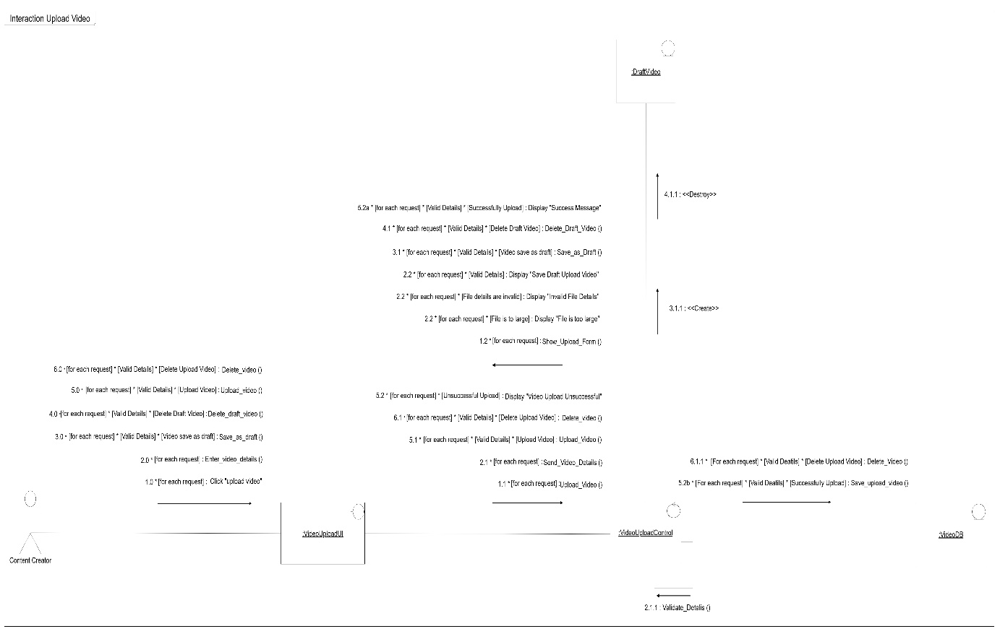 Interaction Upload Video
:DraftVideo
4.1.1 : <<Destroy>>
5.2a * [for each request] * [Valid Details] * [Successfully Upload] : Display "Success Message"
4.1 * [for each request] * [Valid Details] * [Delete Draft Video] : Delete_Draft_Video ()
3.1 * [for each request] * [Valid Details] * [Video save as draft] : Save_as_Draft ()
2.2 * [for each request] * [Valid Details] : Display "Save Draft Upload Video"
2.2 * [for each request] * [File details are invalid] : Display "Invalid File Details"
3.1.1 : <<Create>>
2.2 * [for each request] * [File is to large] : Display "File is too large"
1.2 * [for each request] : Show_Upload_Form ()
6.0 * [for each request] * [Valid Details] * [Delete Upload Video] : Delete_video ()
5.0 * [for each request] * [Valid Details] * [Upload Video] : Upload_video ()
4.0 * [for each request] * [Valid Details] * [Delete Draft Video] : Delete_draft_video ()
3.0 * [for each request] * [Valid Details] * [Video save as draft] : Save_as_draft ()
2.0 * [for each request] : Enter_video_details ()
1.0 * [for each request] : Click "upload video"
5.2 * [for each request] * [Unsuccessful Upload] : Display "Video Upload Unsuccessful"
6.1 * [for each request] * [Valid Details] * [Delete Upload Video] : Delete_video ()
5.1 * [for each request] * [Valid Details] * [Upload Video] : Upload_Video ()
2.1 * [for each request] : Send_Video_Details ()
1.1 * [for each request] : Upload_Video ()
6.1.1 * [For each request] * [Valid Deatils] * [Delete Upload Video] : Delete_Video ()
5.2b * [For each request] * [Valid Deatils] * [Successfully Upload] : Save_upload_video ()
Content Creator
:VideoUploadUI
:VideoUploadControl
:VideoDB
2.1.1 : Validate_Detalis ()